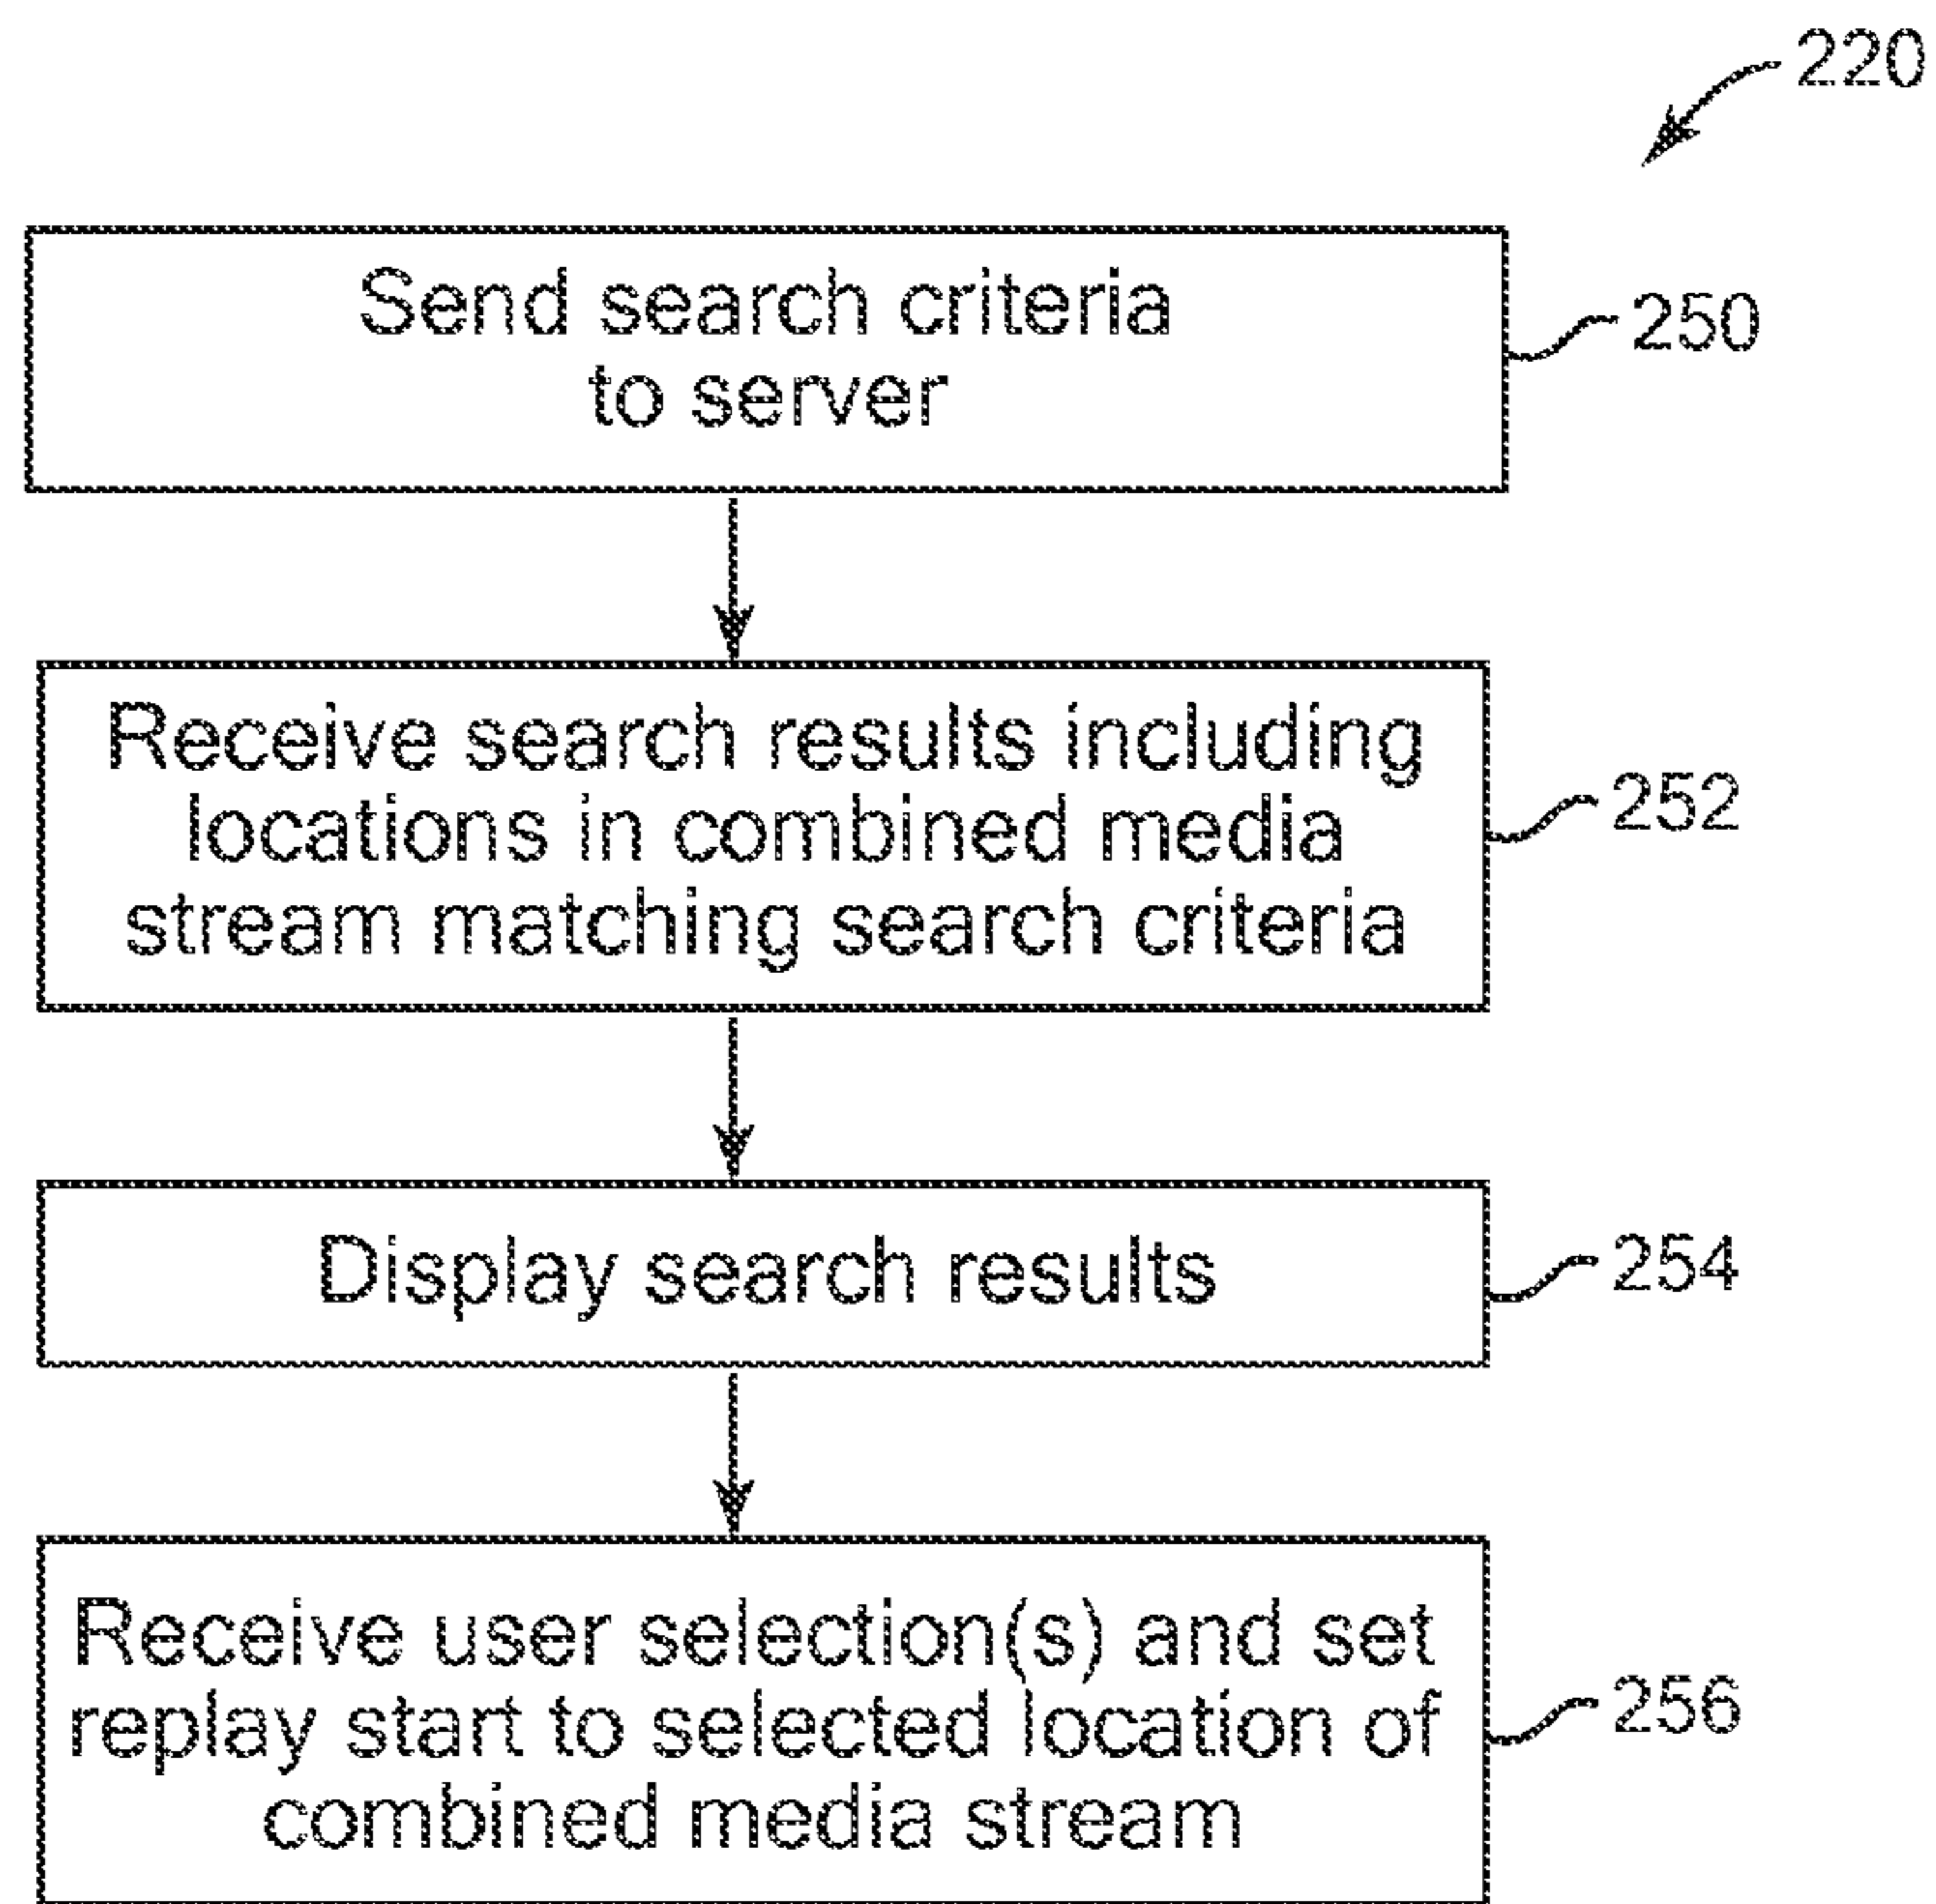 220
Send search criteria
to server
250
Receive search results including
locations in combined media
stream matching search criteria
252
Display search results
254
Receive user selection(s) and set
replay start to selected location of
combined media stream
256